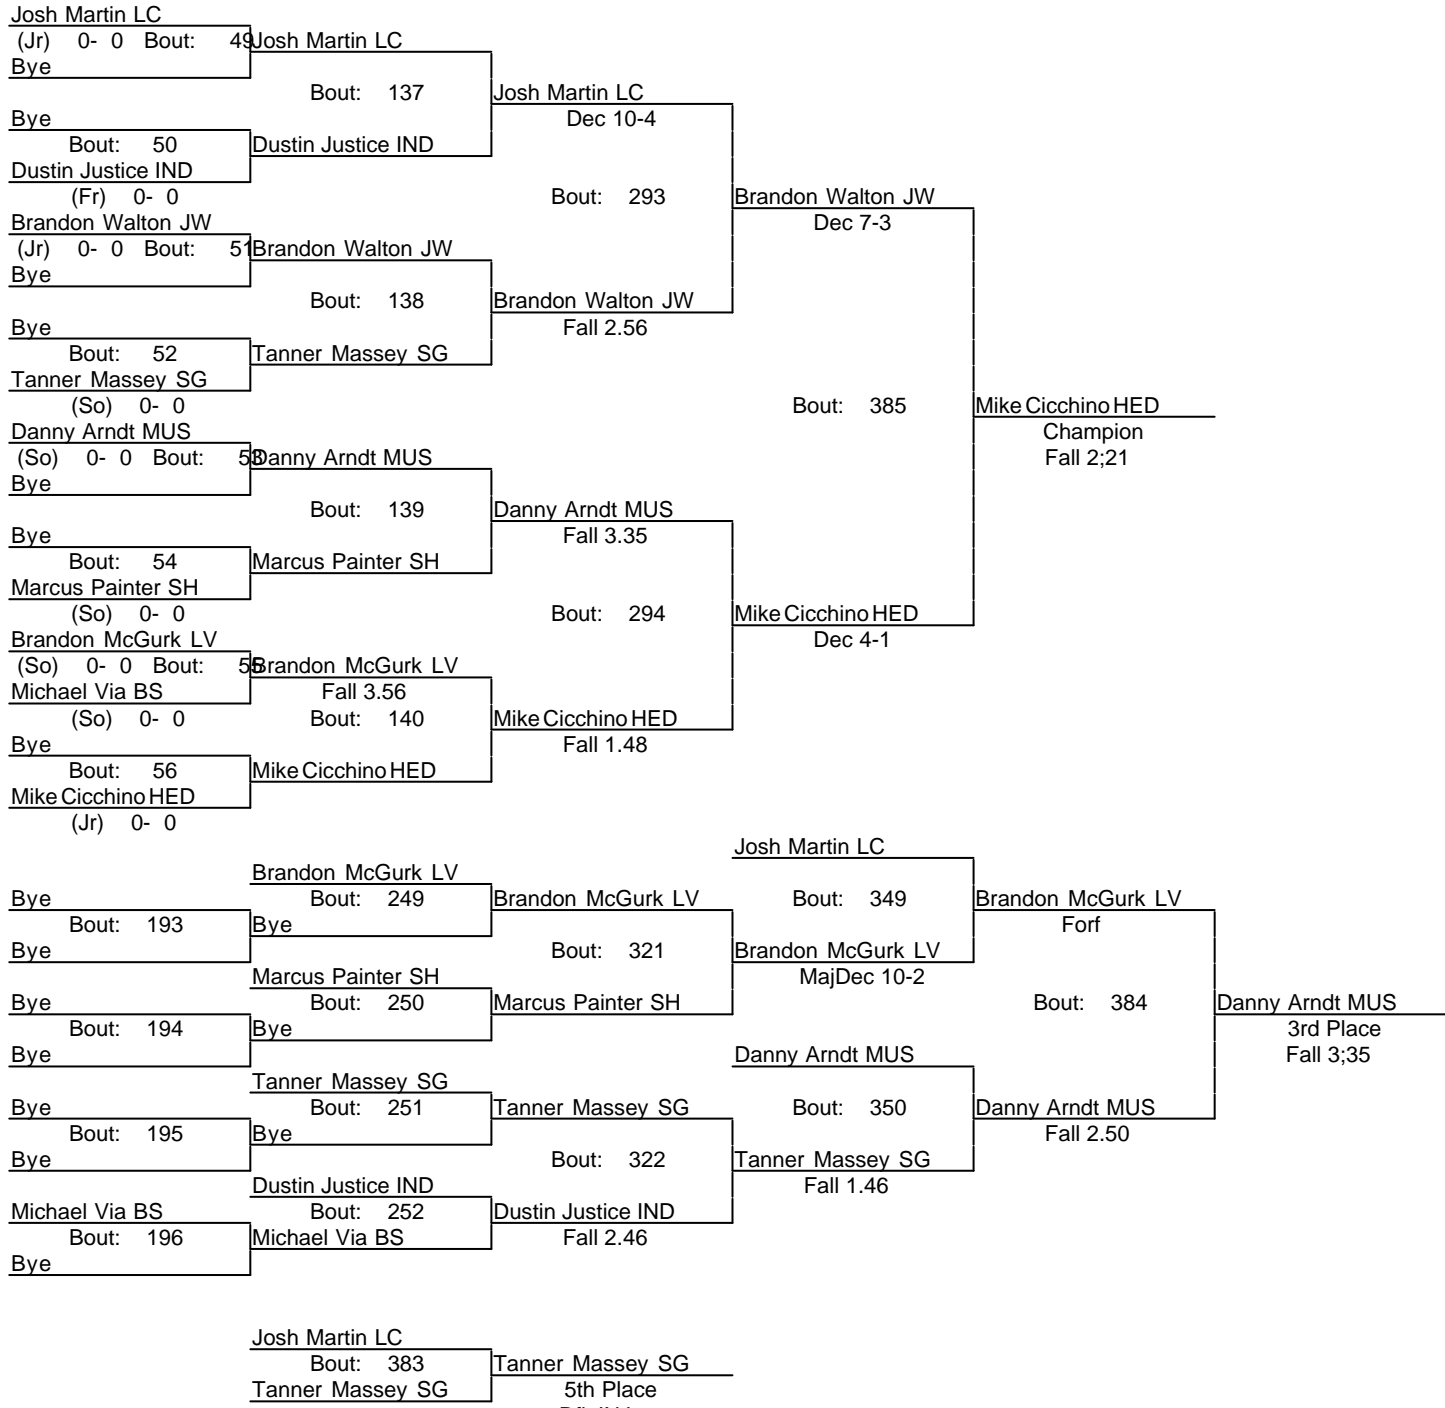 Josh Martin LC
(Jr) 0- 0 Bout: 49 Josh Martin LC
Bye
Bout: 137 Josh Martin LC
Bye Dec 10-4
Bout: 50 Dustin Justice IND
Dustin Justice IND
(Fr) 0- 0 Bout: 293 Brandon Walton JW
Brandon Walton JW Dec 7-3
(Jr) 0- 0 Bout: 51 Brandon Walton JW
Bye
Bout: 138 Brandon Walton JW
Bye Fall 2.56
Bout: 52 Tanner Massey SG
Tanner Massey SG
(So) 0- 0 Bout: 385 Mike Cicchino HED
Danny Arndt MUS Champion
(So) 0- 0 Bout: 53 Danny Arndt MUS Fall 2;21
Bye
Bout: 139 Danny Arndt MUS
Bye Fall 3.35
Bout: 54 Marcus Painter SH
Marcus Painter SH
(So) 0- 0 Bout: 294 Mike Cicchino HED
Brandon McGurk LV Dec 4-1
(So) 0- 0 Bout: 55 Brandon McGurk LV
Michael Via BS Fall 3.56
(So) 0- 0 Bout: 140 Mike Cicchino HED
Bye Fall 1.48
Bout: 56 Mike Cicchino HED
Mike Cicchino HED
(Jr) 0- 0
Josh Martin LC
Brandon McGurk LV
Bye Bout: 249 Brandon McGurk LV Bout: 349 Brandon McGurk LV
Bout: 193 Bye Forf
Bye Bout: 321 Brandon McGurk LV
Marcus Painter SH MajDec 10-2
Bye Bout: 250 Marcus Painter SH Bout: 384 Danny Arndt MUS
Bout: 194 Bye 3rd Place
Bye Danny Arndt MUS Fall 3;35
Tanner Massey SG
Bye Bout: 251 Tanner Massey SG Bout: 350 Danny Arndt MUS
Bout: 195 Bye Fall 2.50
Bye Bout: 322 Tanner Massey SG
Dustin Justice IND Fall 1.46
Michael Via BS Bout: 252 Dustin Justice IND
Bout: 196 Michael Via BS Fall 2.46
Bye
Josh Martin LC
Bout: 383 Tanner Massey SG
Tanner Massey SG 5th Place